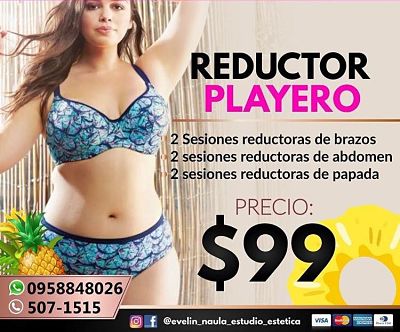 REDUCTOR
PLAYERO
2 Sesiones reductoras de brazos
2 sesiones reductoras de abdomen
2 sesiones reductoras de papada
PRECIO:
$99
0958848026
507-1515
@evelin_naula_estudio_estetica
VISA